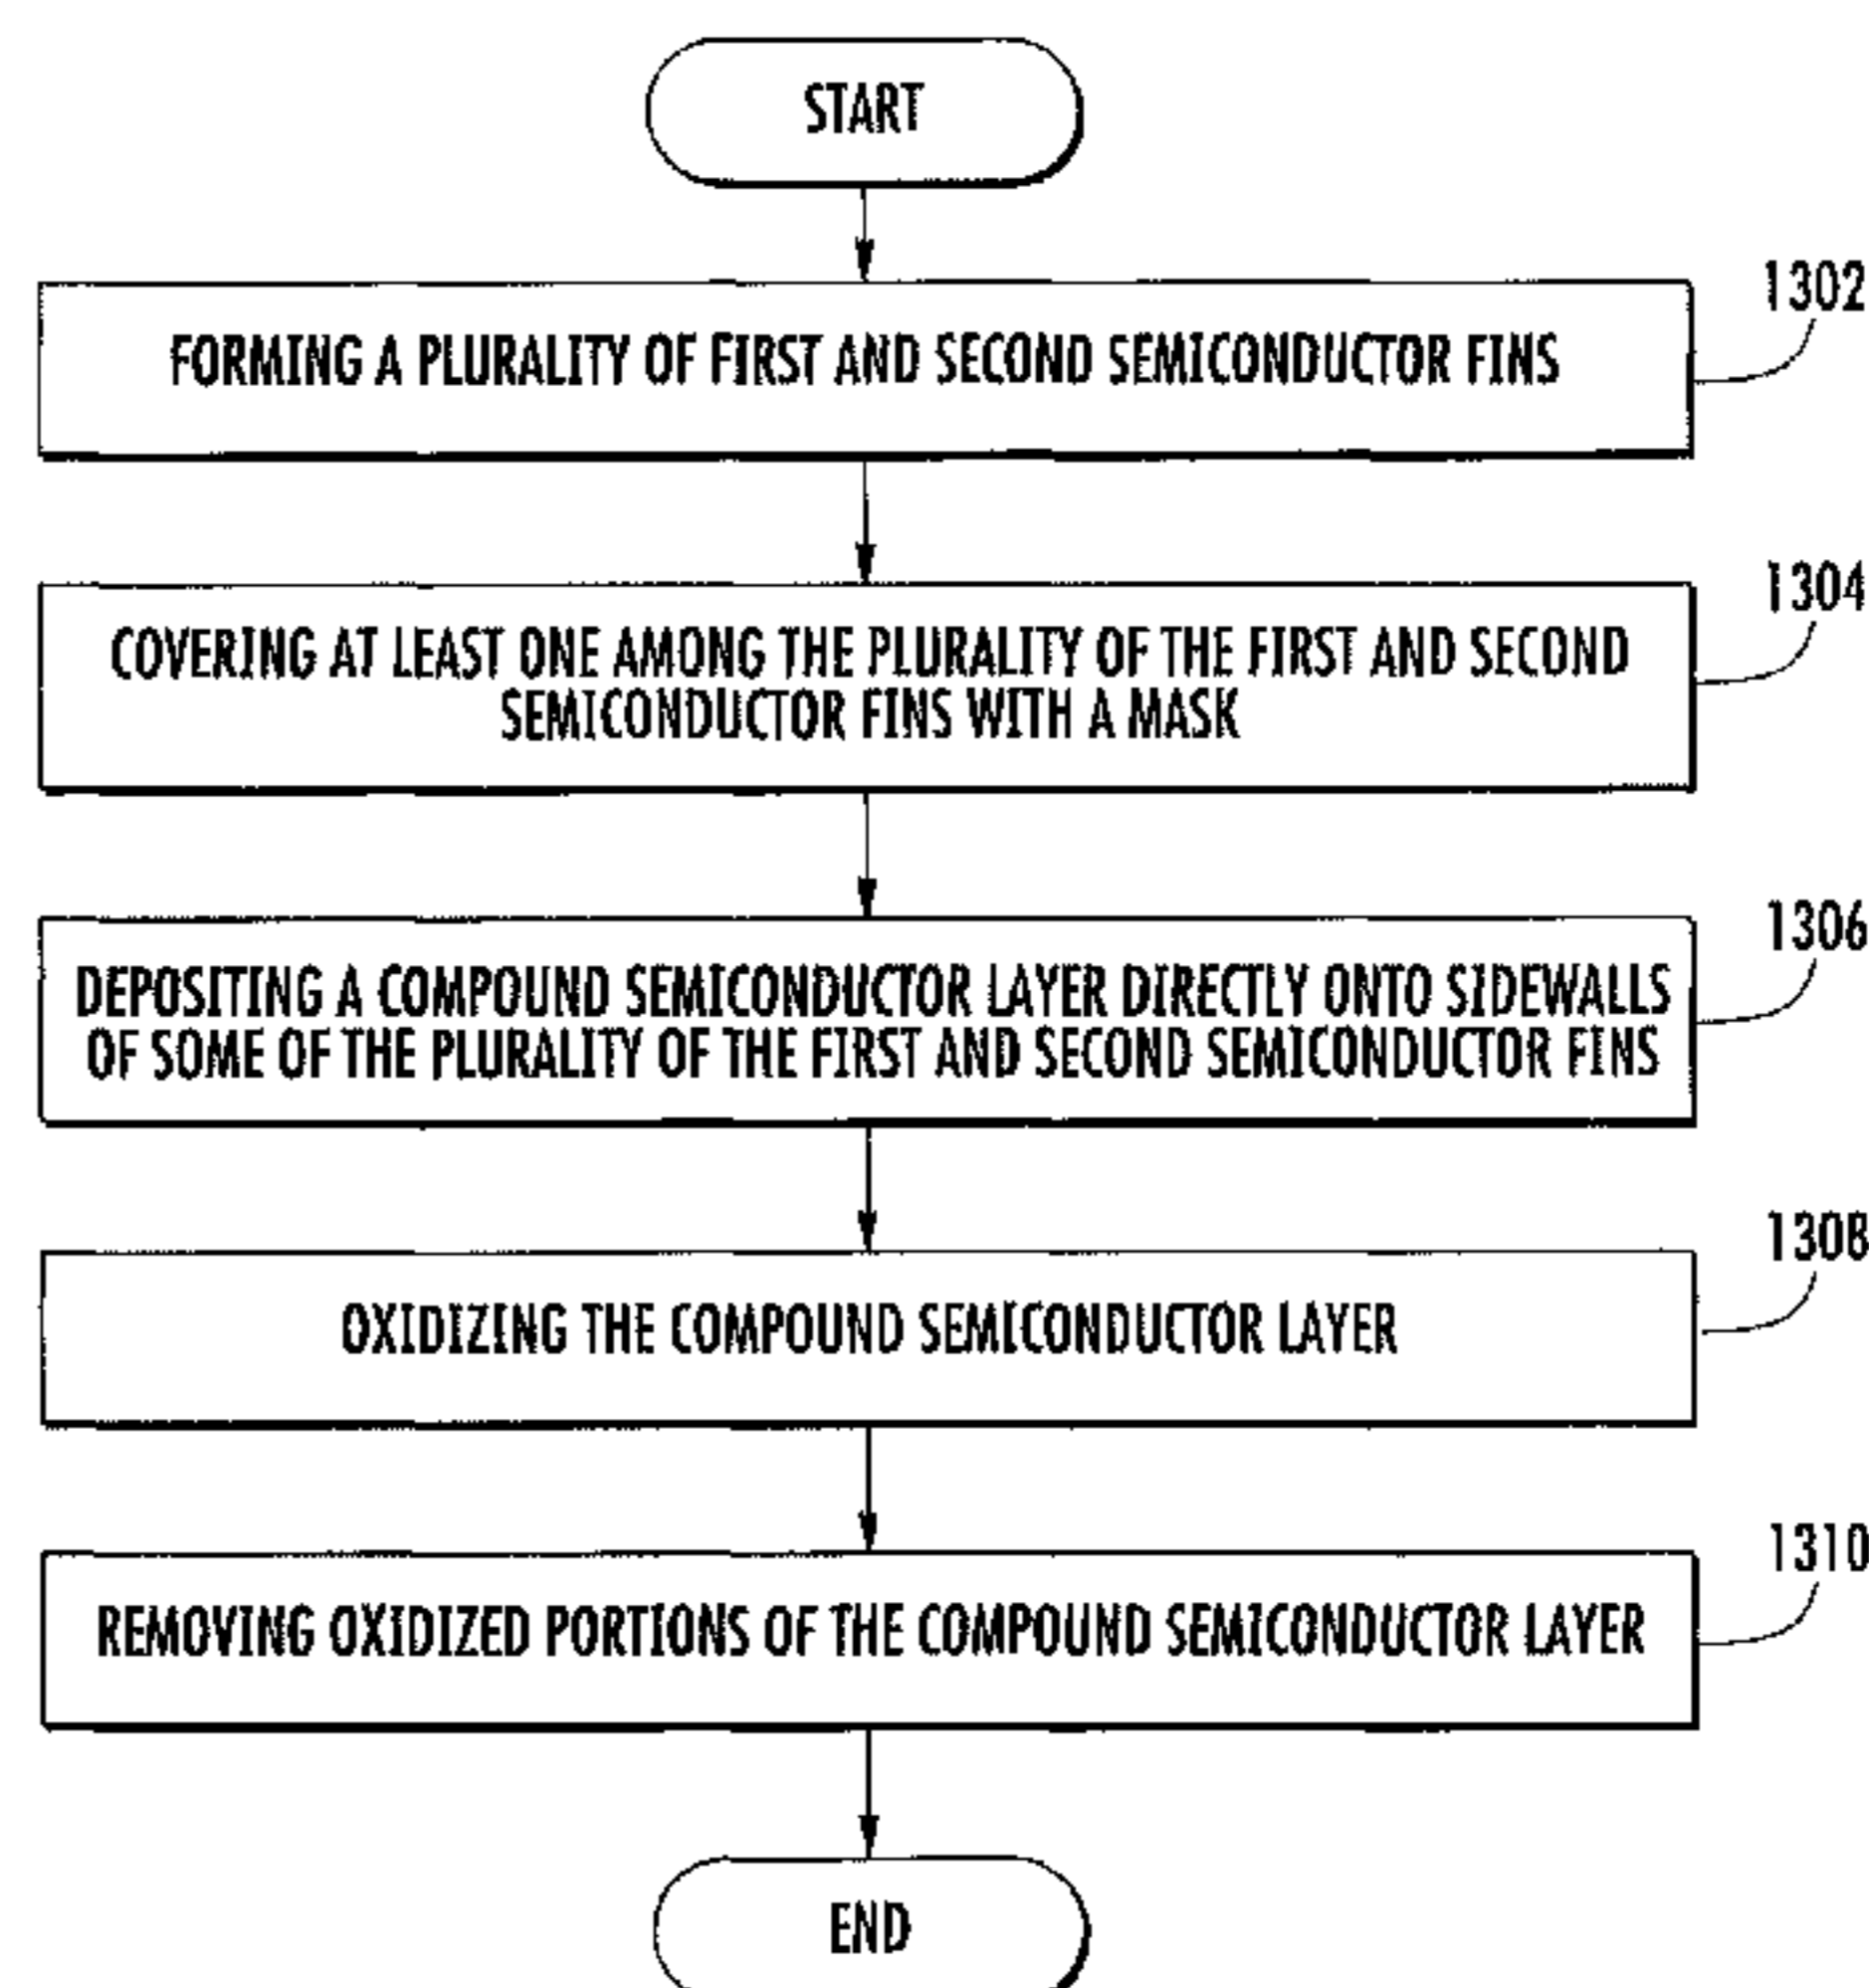 START
1302
FORMING A PLURALITY OF FIRST AND SECOND SEMICONDUCTOR FINS
1304
COVERING AT LEAST ONE AMONG THE PLURALITY OF THE FIRST AND SECOND
SEMICONDUCTOR FINS WITH A MASK
1306
DEPOSITING A COMPOUND SEMICONDUCTOR LAYER DIRECTLY ONTO SIDEWALLS
OF SOME OF THE PLURALITY OF THE FIRST AND SECOND SEMICONDUCTOR FINS
1308
OXIDIZING THE COMPOUND SEMICONDUCTOR LAYER
1310
REMOVING OXIDIZED PORTIONS OF THE COMPOUND SEMICONDUCTOR LAYER
END